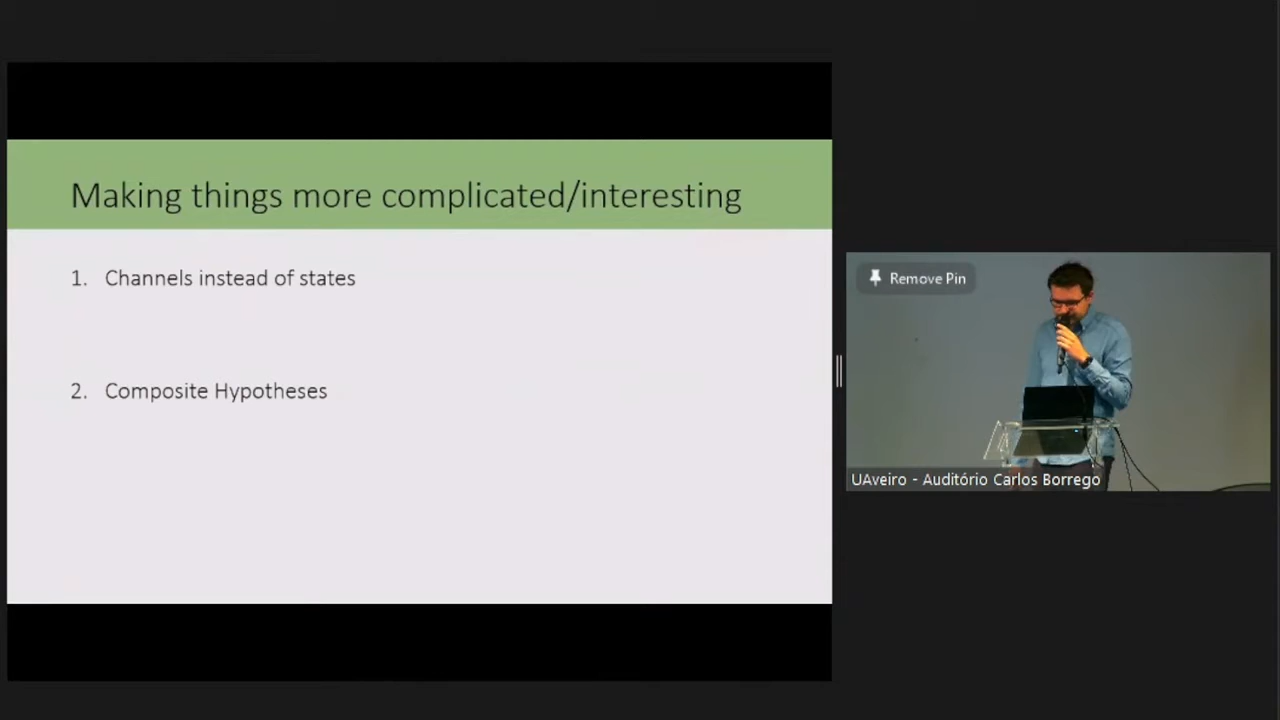 Making things more complicated/interesting
1. Channels instead of states
2. Composite Hypotheses
Remove Pin
UAveiro - Auditório Carlos Borrego